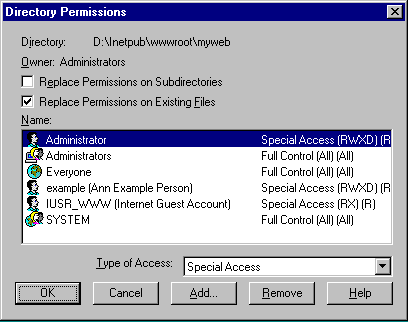 Directory Permissions
Directory: D:\Inetpub\wwwroot\myweb
Owner: Administrators
Replace Permissions on Subdirectories
Replace Permissions on Existing Files
Name:
Administrator Special Access (RWXD) (R
Administrators Full Control (All) (All)
Everyone Full Control (All) (All)
example (Ann Example Person) Special Access (RWXD) (R
IUSR_WWW (Internet Guest Account) Special Access (RX) (R)
SYSTEM Full Control (All) (All)
Type of Access: Special Access
OK Cancel Add... Remove Help